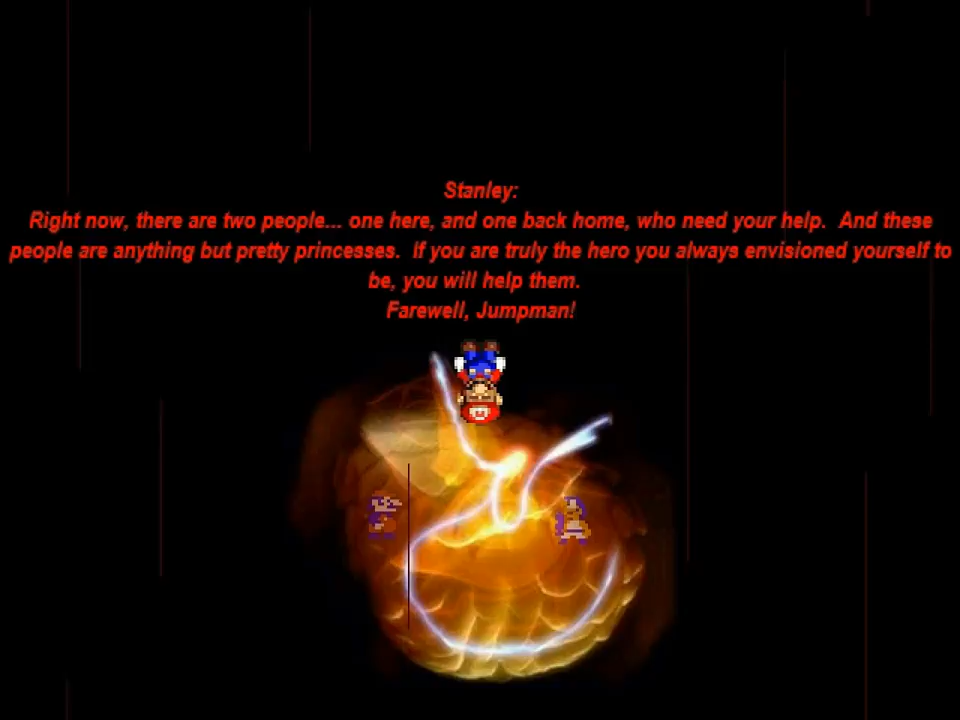 Stanley:
Right now, there are two people... one here, and one back home, who need your help.  And these
people are anything but pretty princesses.  If you are truly the hero you always envisioned yourself to
be, you will help them.
Farewell, Jumpman!